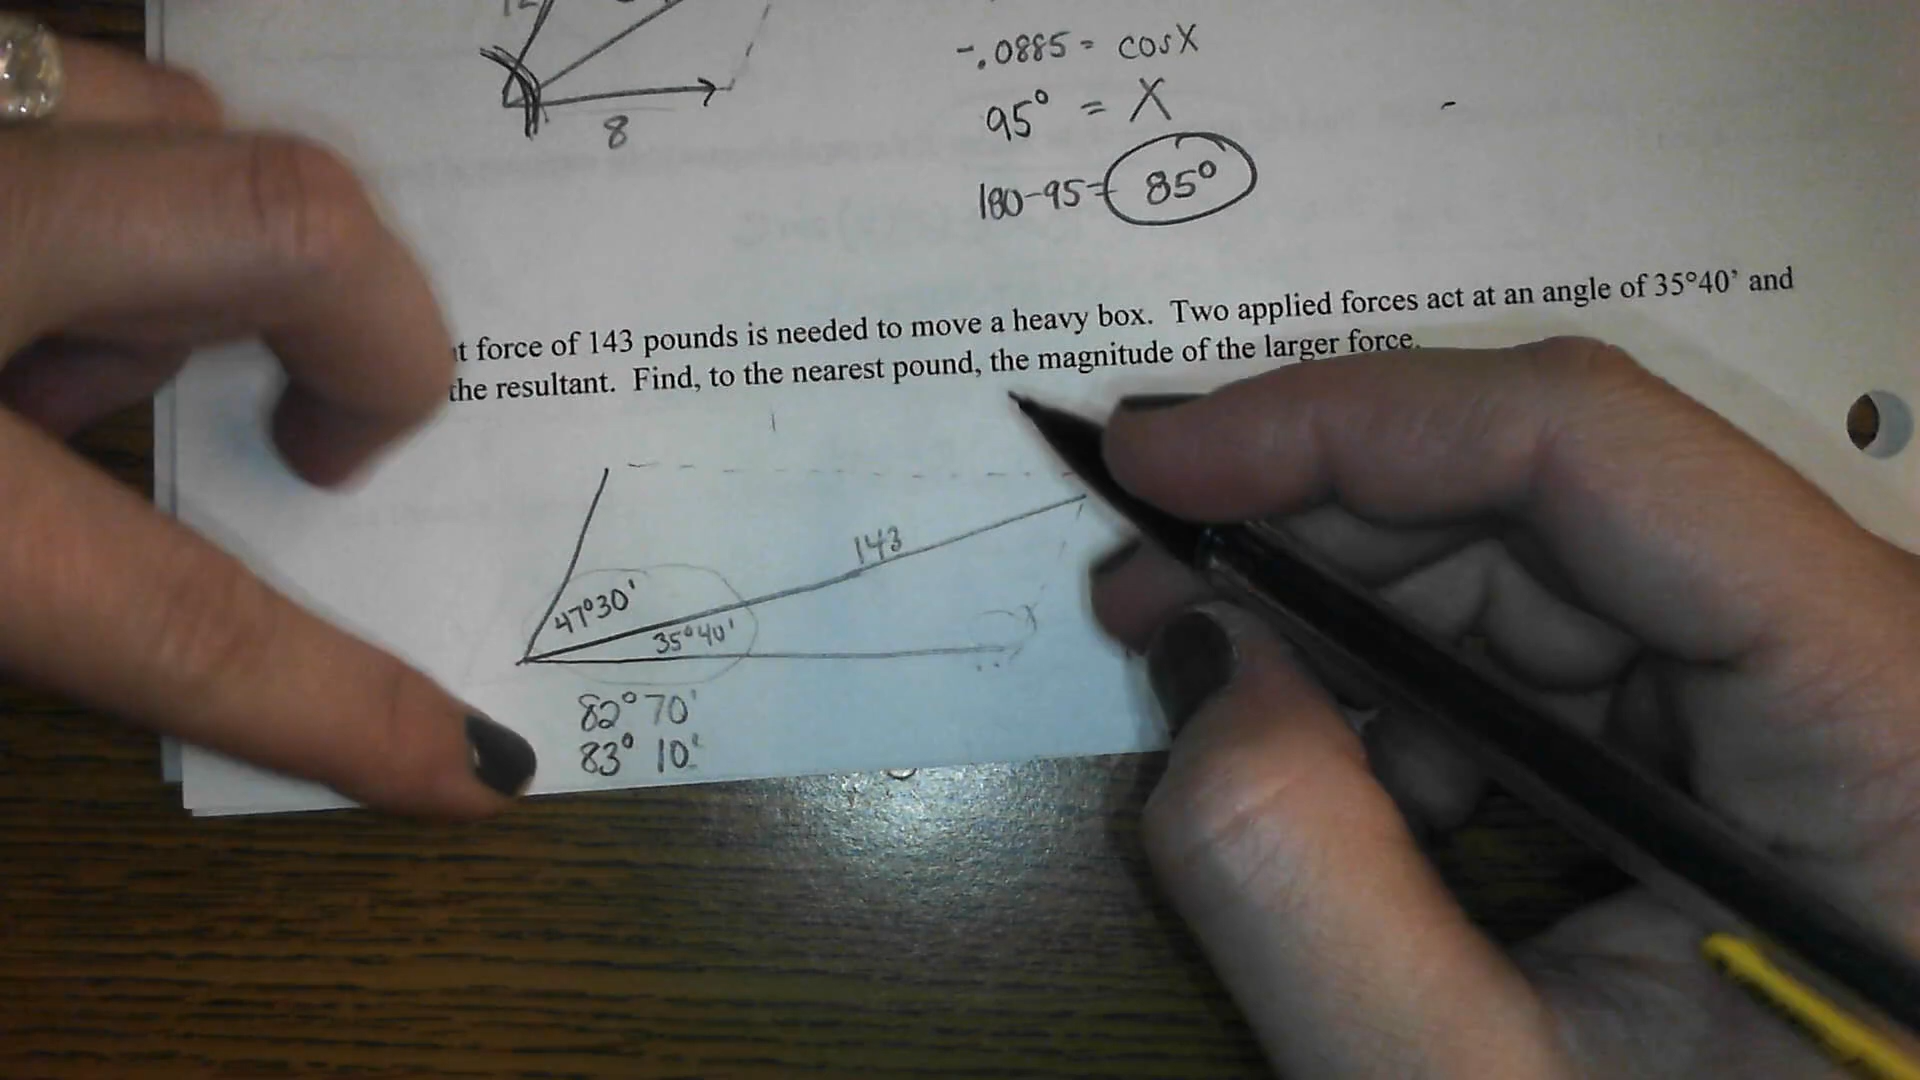 12
8
-.0885 = cosX
95° = X
180-95= 85°
t force of 143 pounds is needed to move a heavy box. Two applied forces act at an angle of 35°40’ and
the resultant. Find, to the nearest pound, the magnitude of the larger force.
143
47°30'
35°40'
x
82°70'
83° 10'